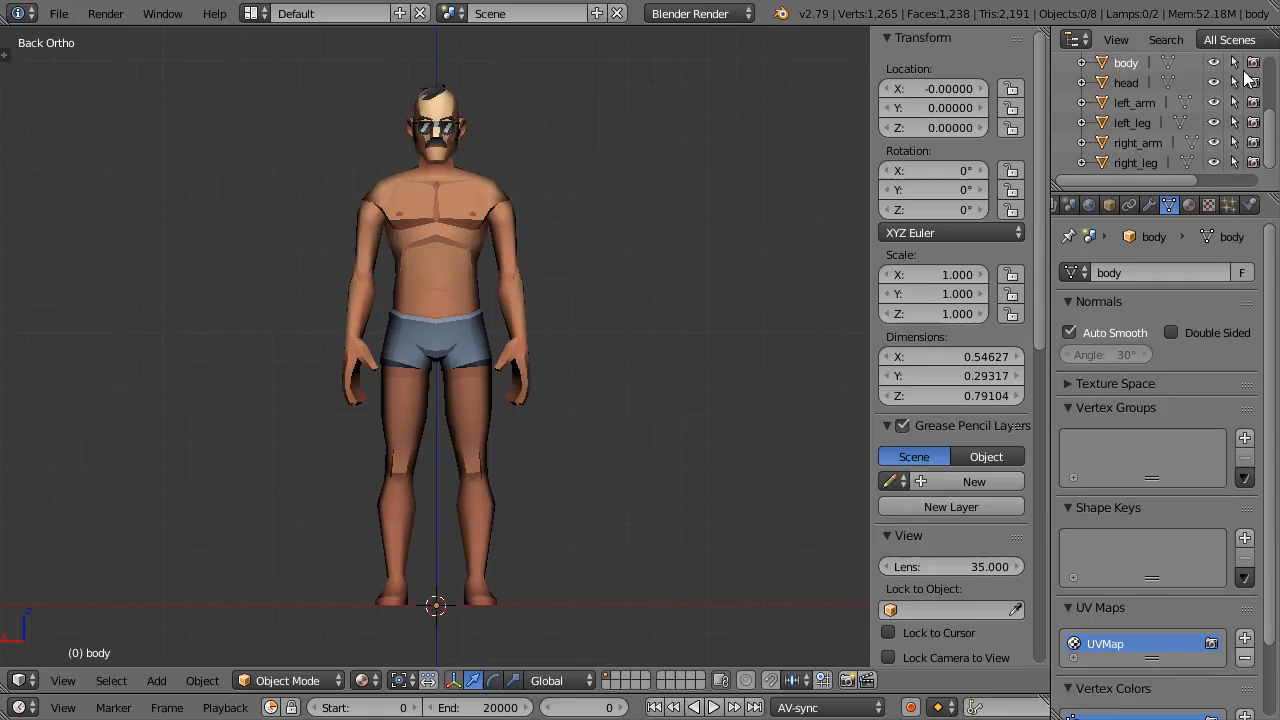 File Render Window Help Default Scene Blender Render v2.79 | Verts:1,265 | Faces:1,238 | Tris:2,191 | Objects:0/8 | Lamps:0/2 | Mem:52.18M | body
Back Ortho
View Search All Scenes
body
head
left_arm
left_leg
right_arm
right_leg
Transform
Location:
X: -0.00000
Y: 0.00000
Z: 0.00000
Rotation:
X: 0°
Y: 0°
Z: 0°
XYZ Euler
Scale:
X: 1.000
Y: 1.000
Z: 1.000
Dimensions:
X: 0.54627
Y: 0.29317
Z: 0.79104
Grease Pencil Layers
Scene Object
New
New Layer
View
Lens: 35.000
Lock to Object:
Lock to Cursor
Lock Camera to View
body body
body F
Normals
Auto Smooth Double Sided
Angle: 30°
Texture Space
Vertex Groups
Shape Keys
UV Maps
UVMap
Vertex Colors
z
(0) body
View Select Add Object Object Mode Global
View Marker Frame Playback Start: 0 End: 20000 0 AV-sync